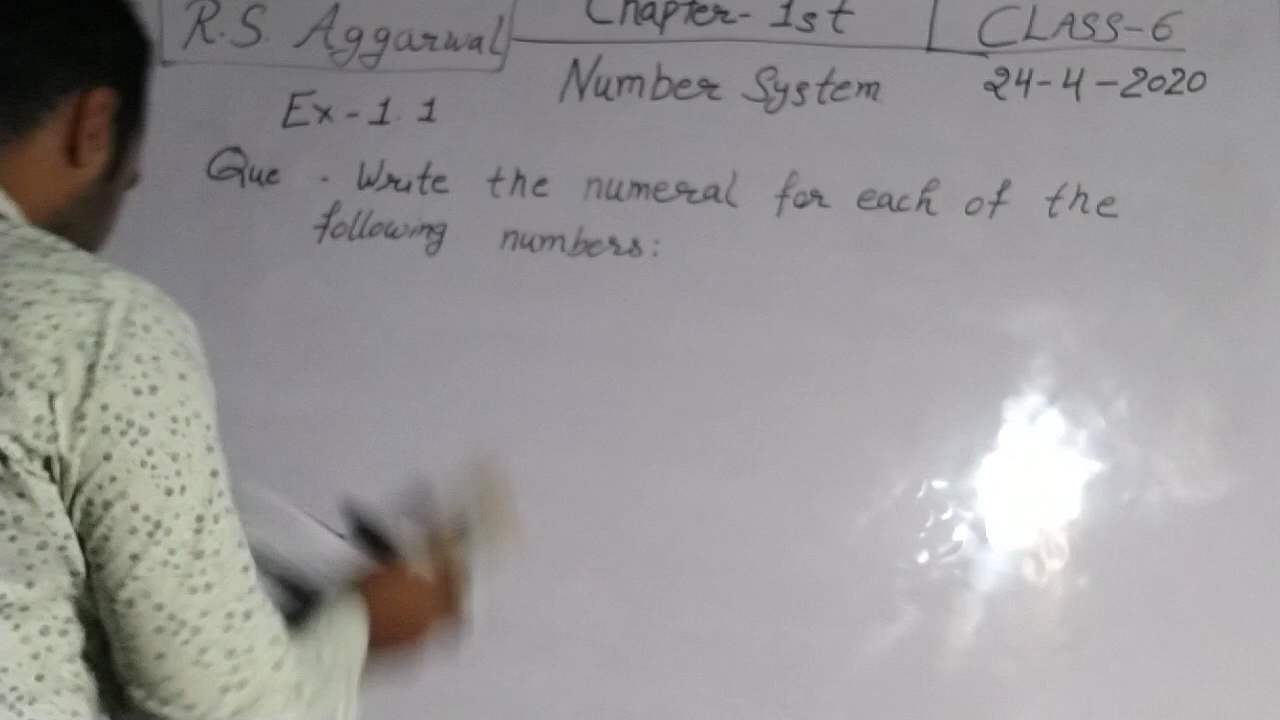 R.S. Aggarwal
Chapter- 1st
CLASS-6
Number System
24-4-2020
Ex-1.1
Que . Write the numeral for each of the
following numbers: